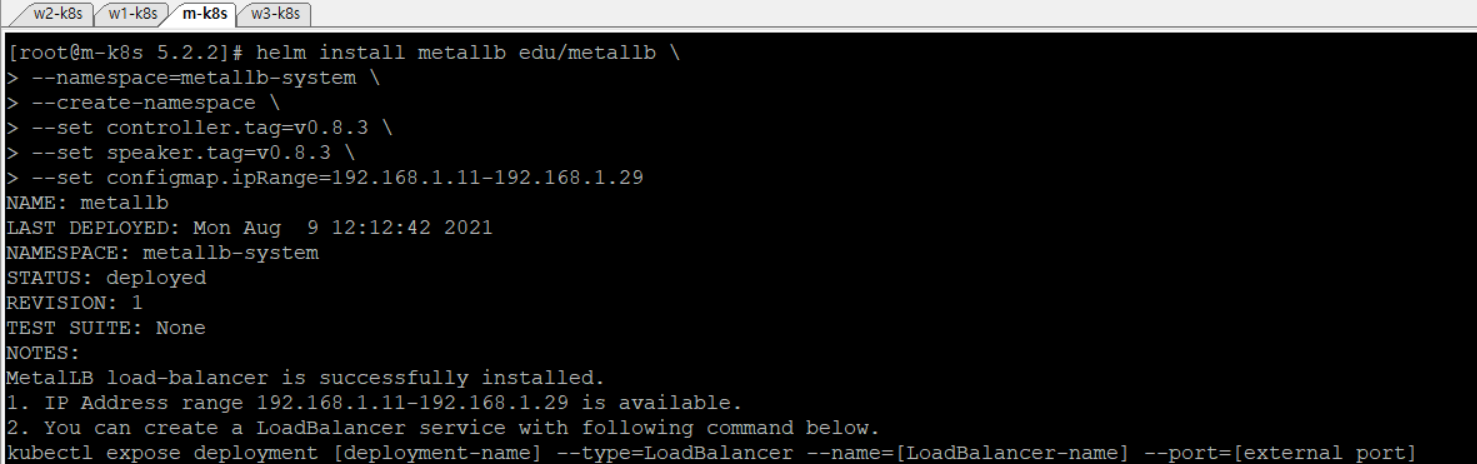 w2-k8s w1-k8s m-k8s w3-k8s
[root@m-k8s 5.2.2]# helm install metallb edu/metallb \
> --namespace=metallb-system \
> --create-namespace \
> --set controller.tag=v0.8.3 \
> --set speaker.tag=v0.8.3 \
> --set configmap.ipRange=192.168.1.11-192.168.1.29
NAME: metallb
LAST DEPLOYED: Mon Aug  9 12:12:42 2021
NAMESPACE: metallb-system
STATUS: deployed
REVISION: 1
TEST SUITE: None
NOTES:
MetalLB load-balancer is successfully installed.
1. IP Address range 192.168.1.11-192.168.1.29 is available.
2. You can create a LoadBalancer service with following command below.
kubectl expose deployment [deployment-name] --type=LoadBalancer --name=[LoadBalancer-name] --port=[external port]